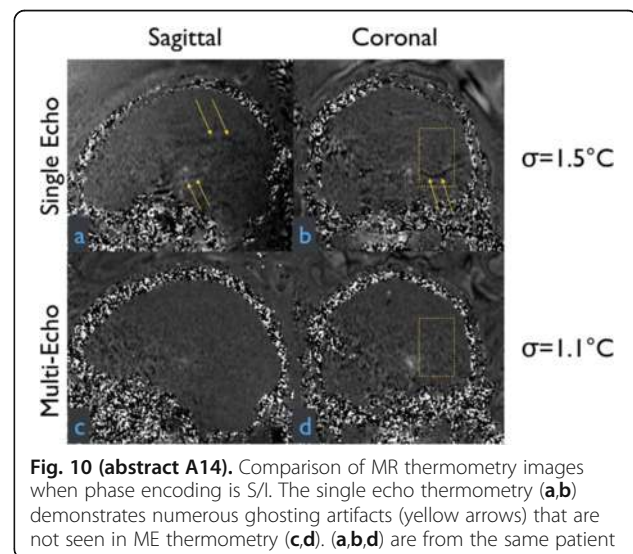 Sagittal Coronal
Single Echo
a b
σ=1.5°C
Multi-Echo
c d
σ=1.1°C
Fig. 10 (abstract A14). Comparison of MR thermometry images
when phase encoding is S/I. The single echo thermometry (a,b)
demonstrates numerous ghosting artifacts (yellow arrows) that are
not seen in ME thermometry (c,d). (a,b,d) are from the same patient